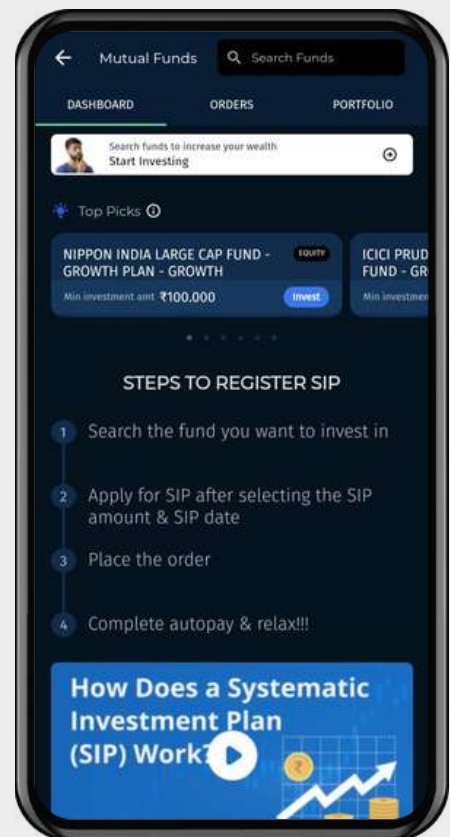 Mutual Funds
Search Funds
DASHBOARD
ORDERS
PORTFOLIO
Search funds to increase your wealth
Start Investing
Top Picks
NIPPON INDIA LARGE CAP FUND -
GROWTH PLAN - GROWTH
EQUITY
Min investment amt ₹100.000
Invest
ICICI PRUD
FUND - GR
Min investmen
STEPS TO REGISTER SIP
1 Search the fund you want to invest in
2 Apply for SIP after selecting the SIP
amount & SIP date
3 Place the order
4 Complete autopay & relax!!!
How Does a Systematic
Investment Plan
(SIP) Work?
₹